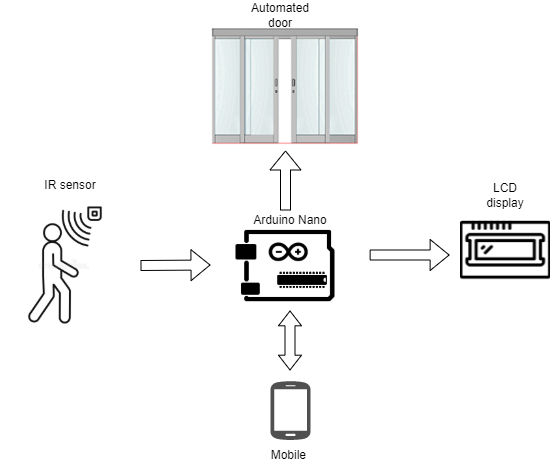 Automated
door
IR sensor
LCD
display
Arduino Nano
Mobile